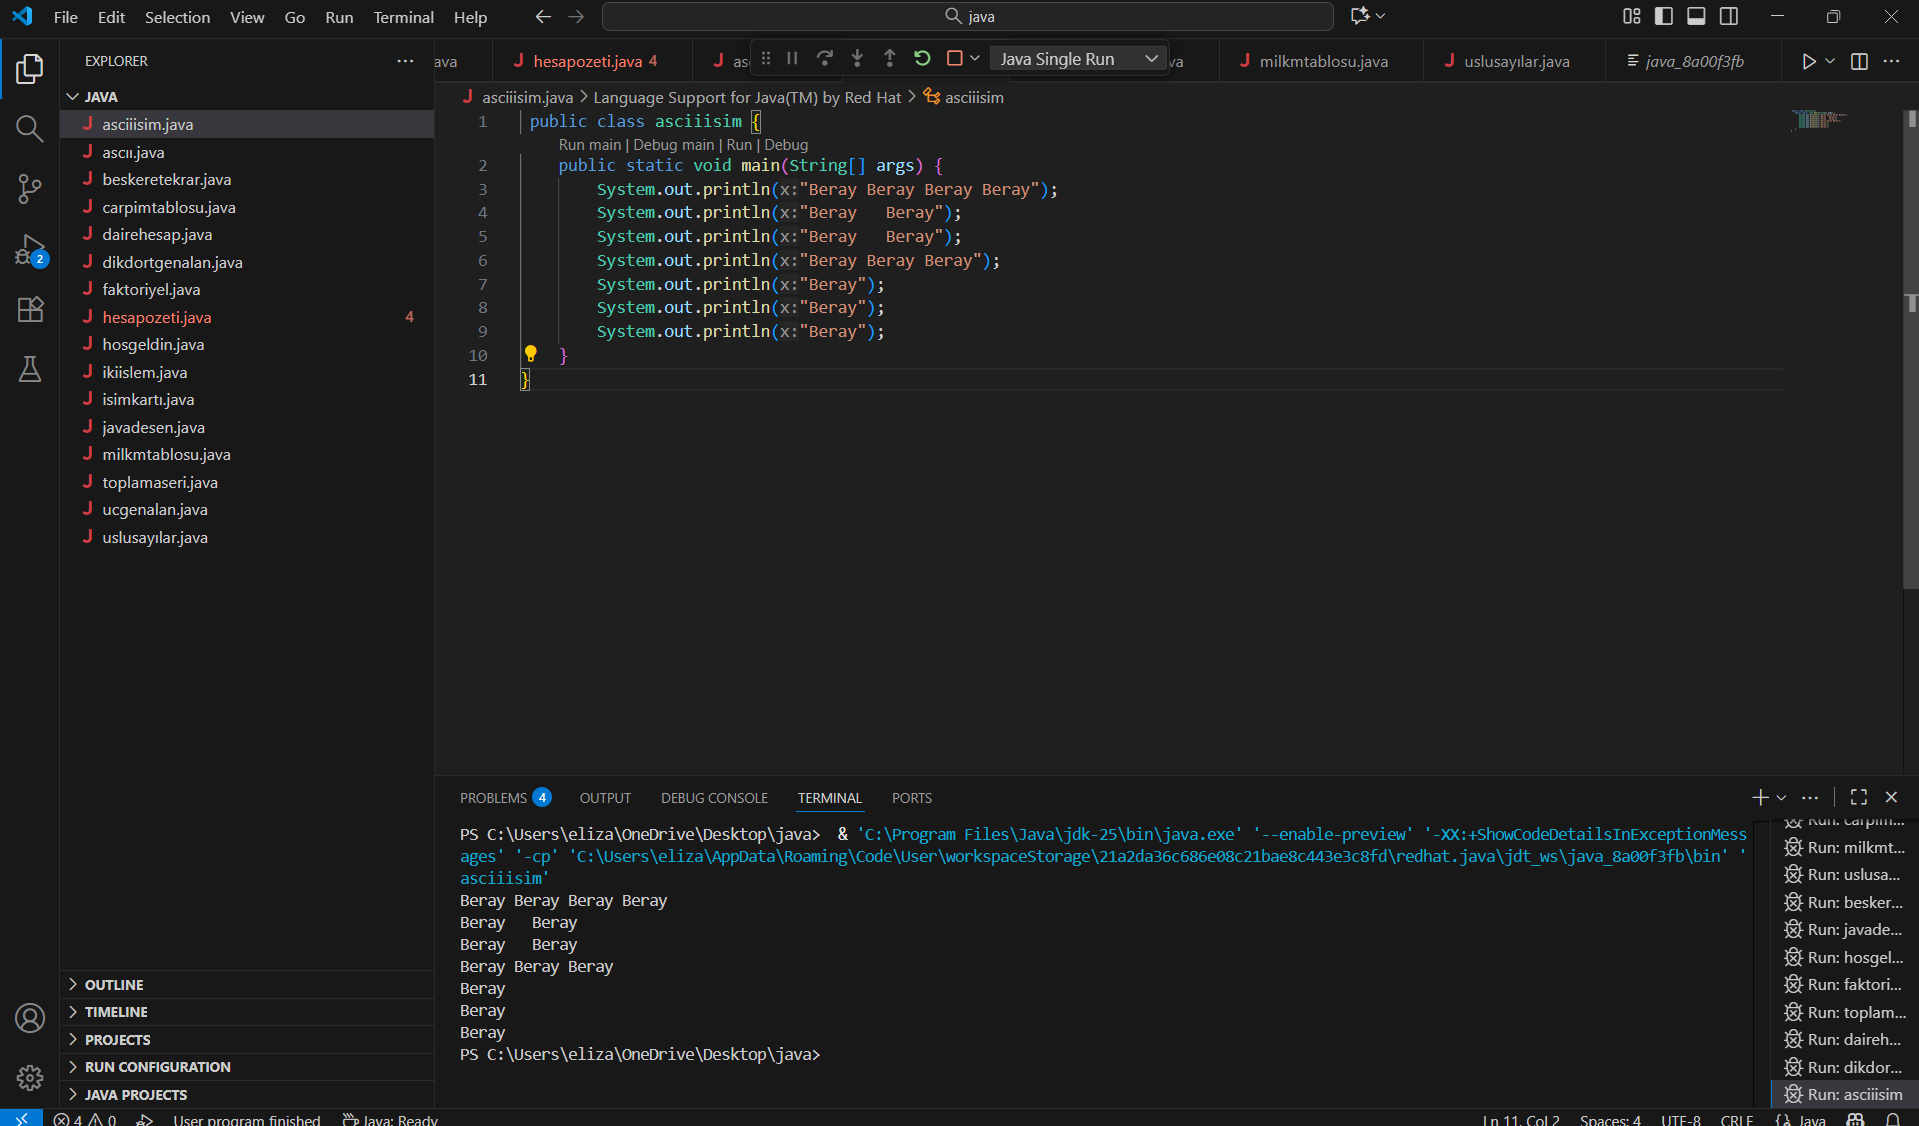 File Edit Selection View Go Run Terminal Help
java
EXPLORER
JAVA
asciiisim.java
ascıı.java
beskeretekrar.java
carpimtablosu.java
dairehesap.java
dikdortgenalan.java
faktoriyel.java
hesapozeti.java 4
hosgeldin.java
ikiislem.java
isimkartı.java
javadesen.java
milkmtablosu.java
toplamaseri.java
ucgenalan.java
uslusayılar.java
2
OUTLINE
TIMELINE
PROJECTS
RUN CONFIGURATION
JAVA PROJECTS
ava hesapozeti.java 4 as Java Single Run va milkmtablosu.java uslusayılar.java java_8a00f3fb
asciiisim.java > Language Support for Java(TM) by Red Hat > asciiisim
1 public class asciiisim {
Run main | Debug main | Run | Debug
2 public static void main(String[] args) {
3 System.out.println(x:"Beray Beray Beray Beray");
4 System.out.println(x:"Beray   Beray");
5 System.out.println(x:"Beray   Beray");
6 System.out.println(x:"Beray Beray Beray");
7 System.out.println(x:"Beray");
8 System.out.println(x:"Beray");
9 System.out.println(x:"Beray");
10 }
11 }
PROBLEMS 4 OUTPUT DEBUG CONSOLE TERMINAL PORTS
PS C:\Users\eliza\OneDrive\Desktop\java>  & 'C:\Program Files\Java\jdk-25\bin\java.exe' '--enable-preview' '-XX:+ShowCodeDetailsInExceptionMess
ages' '-cp' 'C:\Users\eliza\AppData\Roaming\Code\User\workspaceStorage\21a2da36c686e08c21bae8c443e3c8fd\redhat.java\jdt_ws\java_8a00f3fb\bin' '
asciiisim'
Beray Beray Beray Beray
Beray   Beray
Beray   Beray
Beray Beray Beray
Beray
Beray
Beray
PS C:\Users\eliza\OneDrive\Desktop\java>
Run: carpim...
Run: milkmt...
Run: uslusa...
Run: besker...
Run: javade...
Run: hosgel...
Run: faktori...
Run: toplam...
Run: daireh...
Run: dikdor...
Run: asciiisim
4 0 User program finished Java: Ready Ln 11, Col 2 Spaces: 4 UTF-8 CRLF {} Java